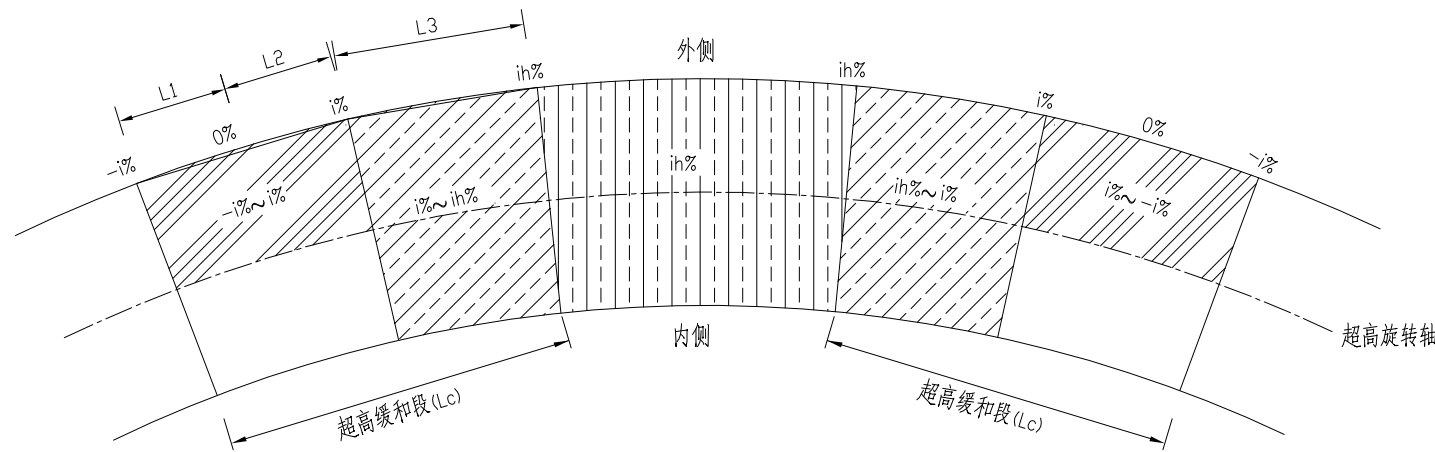 L1
L2
L3
外侧
-i%
0%
i%
ih%
ih%
i%
0%
-i%
-i%~i%
i%~ih%
ih%
ih%~i%
i%~-i%
内侧
超高旋转轴
超高缓和段(Lc)
超高缓和段(Lc)